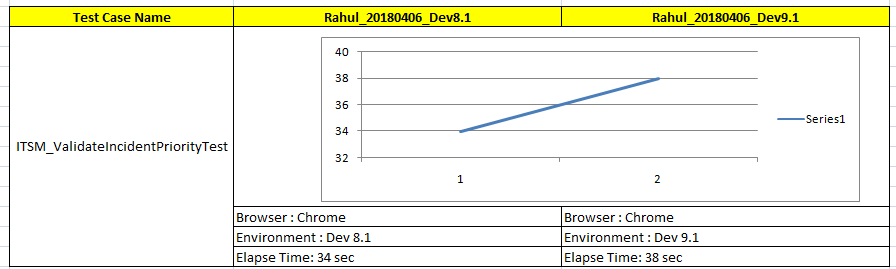 Test Case Name Rahul_20180406_Dev8.1 Rahul_20180406_Dev9.1
40
38
36
34
32
1 2
Series1
ITSM_ValidateIncidentPriorityTest
Browser : Chrome Browser : Chrome
Environment : Dev 8.1 Environment : Dev 9.1
Elapse Time: 34 sec Elapse Time: 38 sec